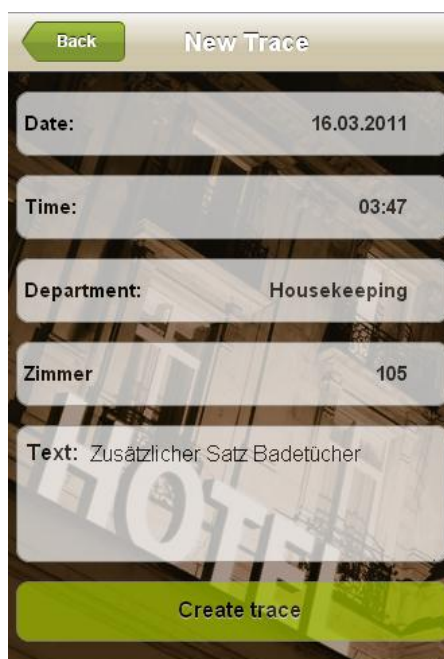 Back New Trace
Date: 16.03.2011
Time: 03:47
Department: Housekeeping
Zimmer 105
Text: Zusätzlicher Satz Badetücher
HOTEL
Create trace